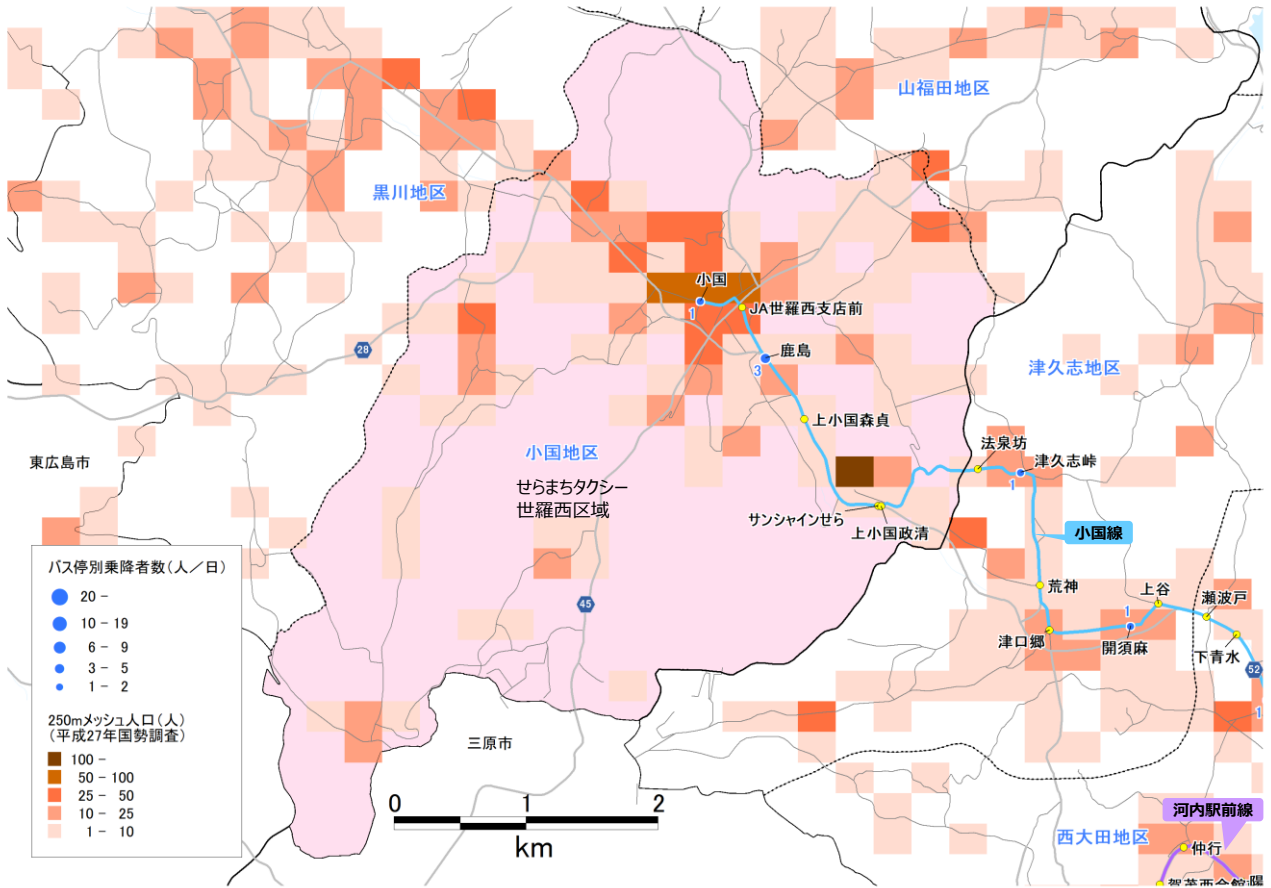 山福田地区
黒川地区
小国
1
JA世羅西支店前
28
鹿島
3
津久志地区
上小国森貞
法泉坊
小国地区
東広島市
津久志峠
1
せらまちタクシー
世羅西区域
サンシャインせら
上小国政清
小国線
荒神
上谷
瀬波戸
45
1
津口郷
開須麻
下青水
52
1
三原市
バス停別乗降者数(人/日)
20 -
10 - 19
6 - 9
3 - 5
1 - 2
250mメッシュ人口(人)
(平成27年国勢調査)
100 -
50 - 100
25 - 50
10 - 25
1 - 10
0 1 2
km
河内駅前線
西大田地区
仲行